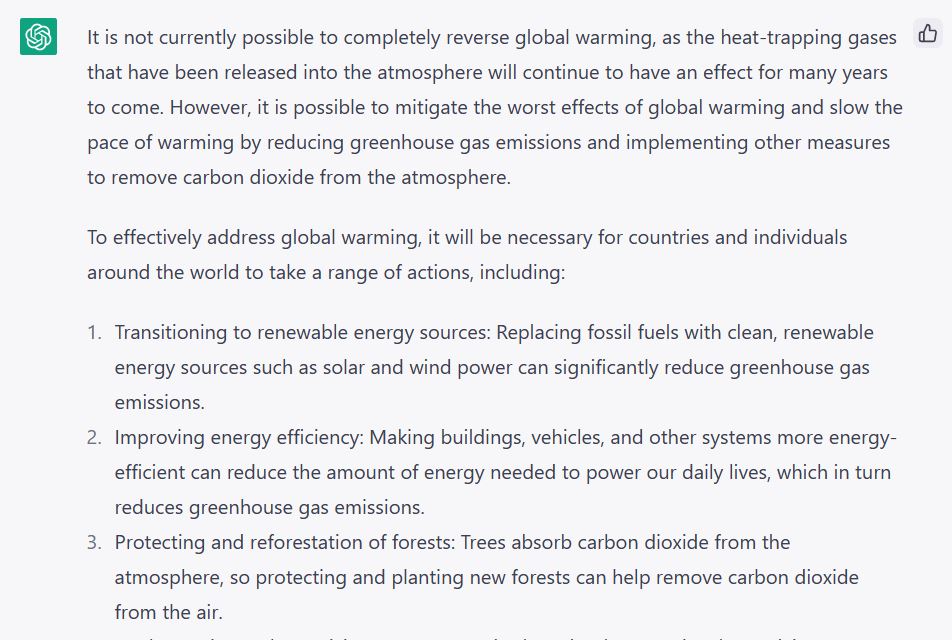 It is not currently possible to completely reverse global warming, as the heat-trapping gases
that have been released into the atmosphere will continue to have an effect for many years
to come. However, it is possible to mitigate the worst effects of global warming and slow the
pace of warming by reducing greenhouse gas emissions and implementing other measures
to remove carbon dioxide from the atmosphere.
To effectively address global warming, it will be necessary for countries and individuals
around the world to take a range of actions, including:
1. Transitioning to renewable energy sources: Replacing fossil fuels with clean, renewable
energy sources such as solar and wind power can significantly reduce greenhouse gas
emissions.
2. Improving energy efficiency: Making buildings, vehicles, and other systems more energy-
efficient can reduce the amount of energy needed to power our daily lives, which in turn
reduces greenhouse gas emissions.
3. Protecting and reforestation of forests: Trees absorb carbon dioxide from the
atmosphere, so protecting and planting new forests can help remove carbon dioxide
from the air.